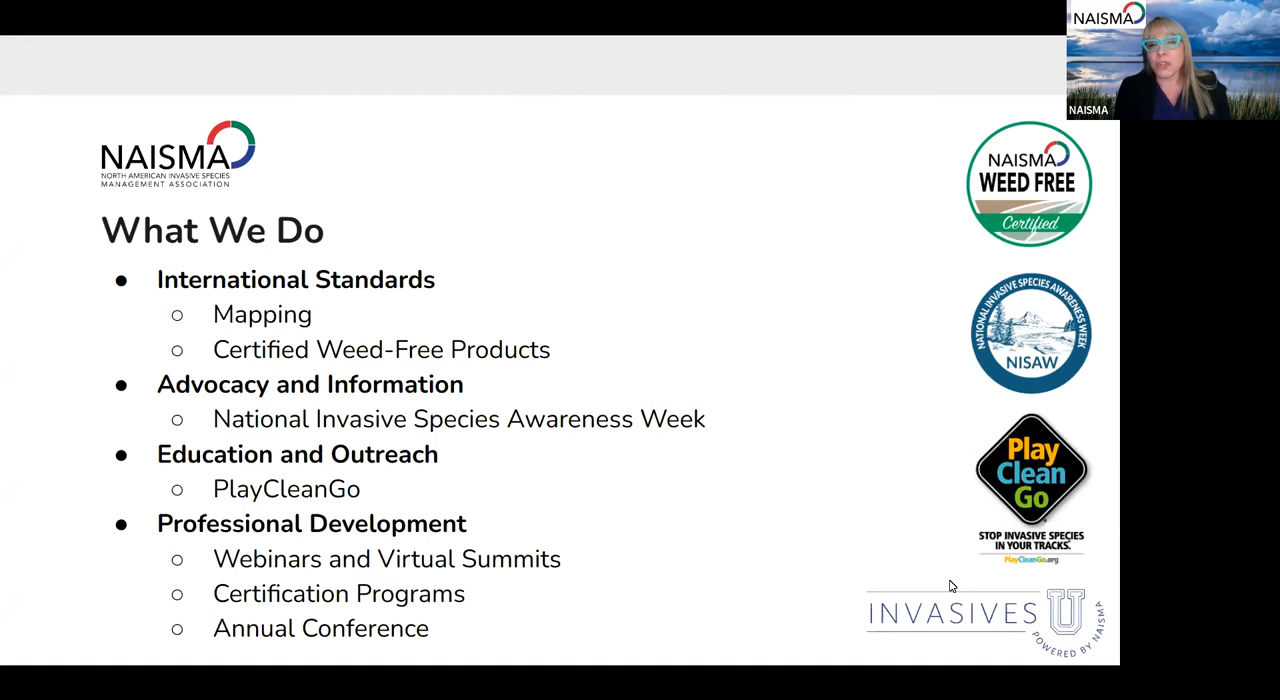 NAISMA
NAISMA
NAISMA
NORTH AMERICAN INVASIVE SPECIES
MANAGEMENT ASSOCIATION
What We Do
● International Standards
○ Mapping
○ Certified Weed-Free Products
● Advocacy and Information
○ National Invasive Species Awareness Week
● Education and Outreach
○ PlayCleanGo
● Professional Development
○ Webinars and Virtual Summits
○ Certification Programs
○ Annual Conference
NAISMA
WEED FREE
Certified
NATIONAL INVASIVE SPECIES AWARENESS WEEK
NISAW
Play
Clean
Go
STOP INVASIVE SPECIES
IN YOUR TRACKS.
PlayCleanGo.org
INVASIVES U
POWERED BY NAISMA